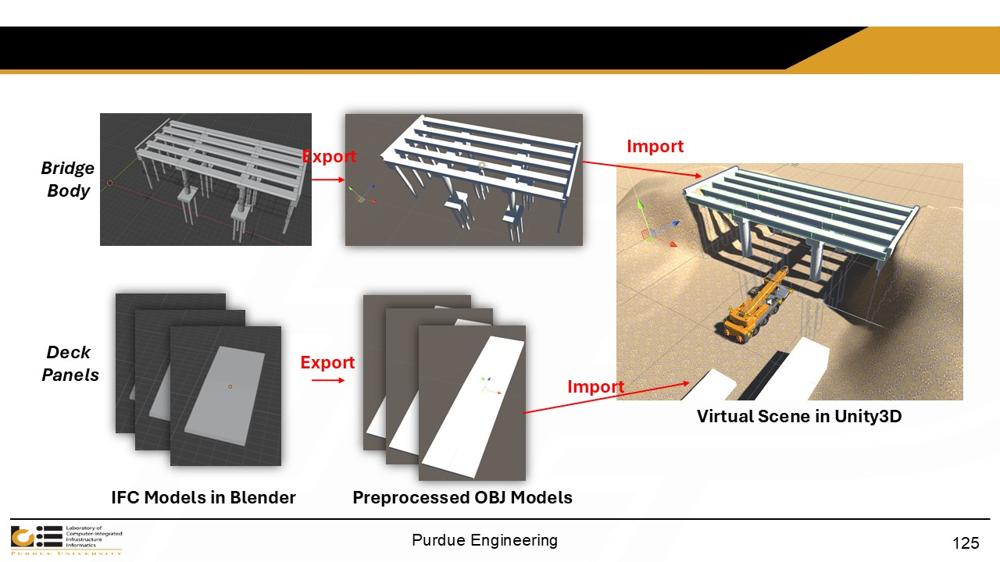 Bridge
Body
Export
Import
Deck
Panels
Export
Import
Virtual Scene in Unity3D
IFC Models in Blender
Preprocessed OBJ Models
Laboratory of
Computer-Integrated
Infrastructure
Informatics
PURDUE UNIVERSITY
Purdue Engineering
125